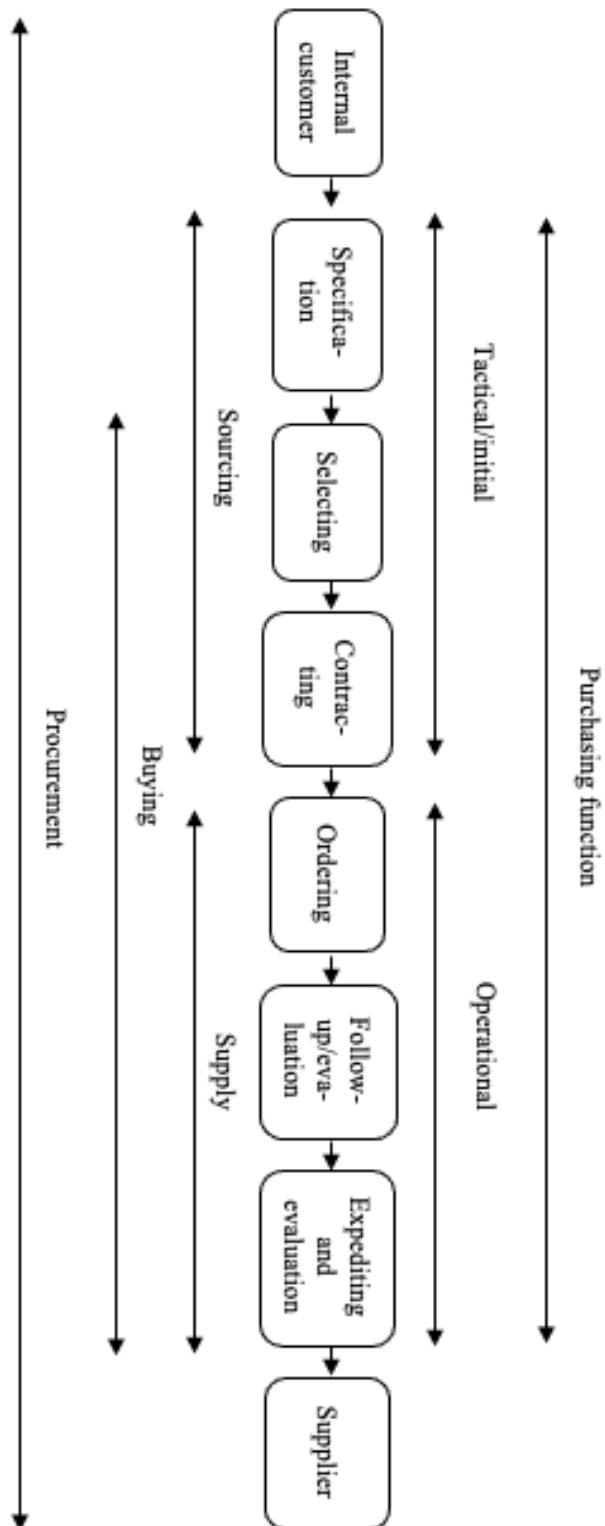 Purchasing function
Tactical/initial
Operational
Internal
customer
Specifica-
tion
Selecting
Contrac-
ting
Ordering
Follow-
up/eva-
luation
Expediting
and
evaluation
Supplier
Sourcing
Supply
Buying
Procurement